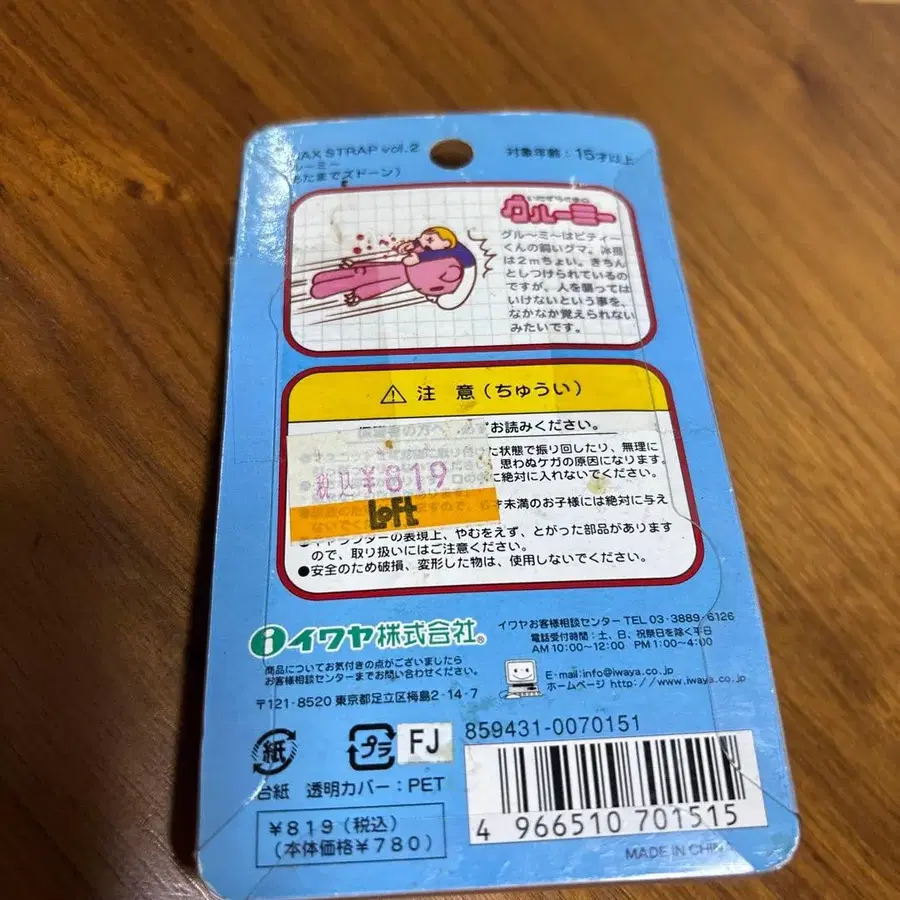 AX STRAP vol.2
ルーミー
あたまでズドーン）
対象年齢：15才以上
グルーミー
グル～ミ～はピティー
くんの飼いグマ。
は2mちょい。きちん
としつけられているの
ですが、人を襲っては
いけないという事を、
なかなか覚えられない
みたいです。
注 意（ちゅうい）
お読みください。
た状態で振り回したり、無理に
思わぬケガの原因になります。
に絶対に入れないでください。
未満のお子様には絶対に与え
税込¥819
LoFt
の表現上、やむをえず、とがった部品があります
ので、取り扱いにはご注意ください。
●安全のため破損、変形した物は、使用しないでください。
イワヤ株式会社®
商品についてお気付きの点がございましたら
お客様相談センターまでお問い合わせください。
〒121-8520 東京都足立区梅島2-14-7
イワヤお客様相談センター TEL 03-3889-6126
電話受付時間：土、日、祝祭日を除く平日
AM 10:00～12:00 PM 1:00～4:00
E-mail:info@iwaya.co.jp
ホームページ http://www.iwaya.co.jp
紙
プラ
FJ
台紙 透明カバー：PET
¥819（税込）
（本体価格¥780）
859431-0070151
4 966510 701515
MADE IN CHINA